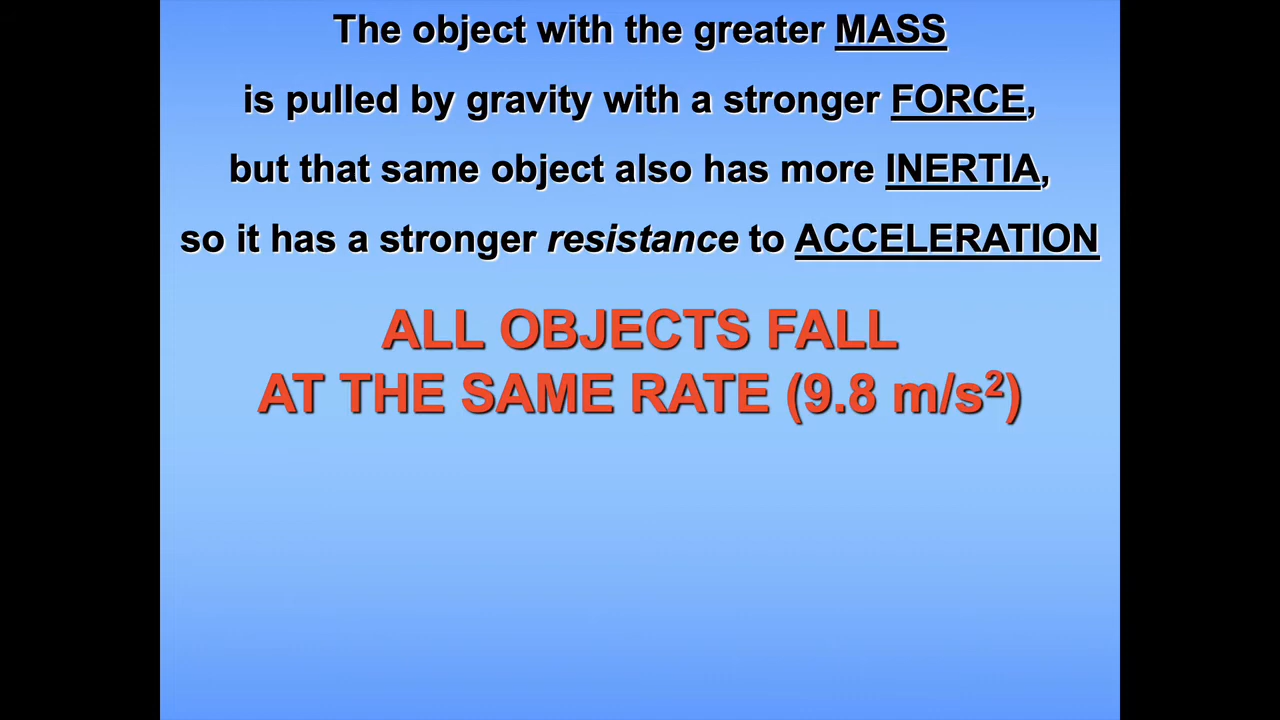 The object with the greater MASS
is pulled by gravity with a stronger FORCE,
but that same object also has more INERTIA,
so it has a stronger resistance to ACCELERATION
ALL OBJECTS FALL
AT THE SAME RATE (9.8 m/s²)